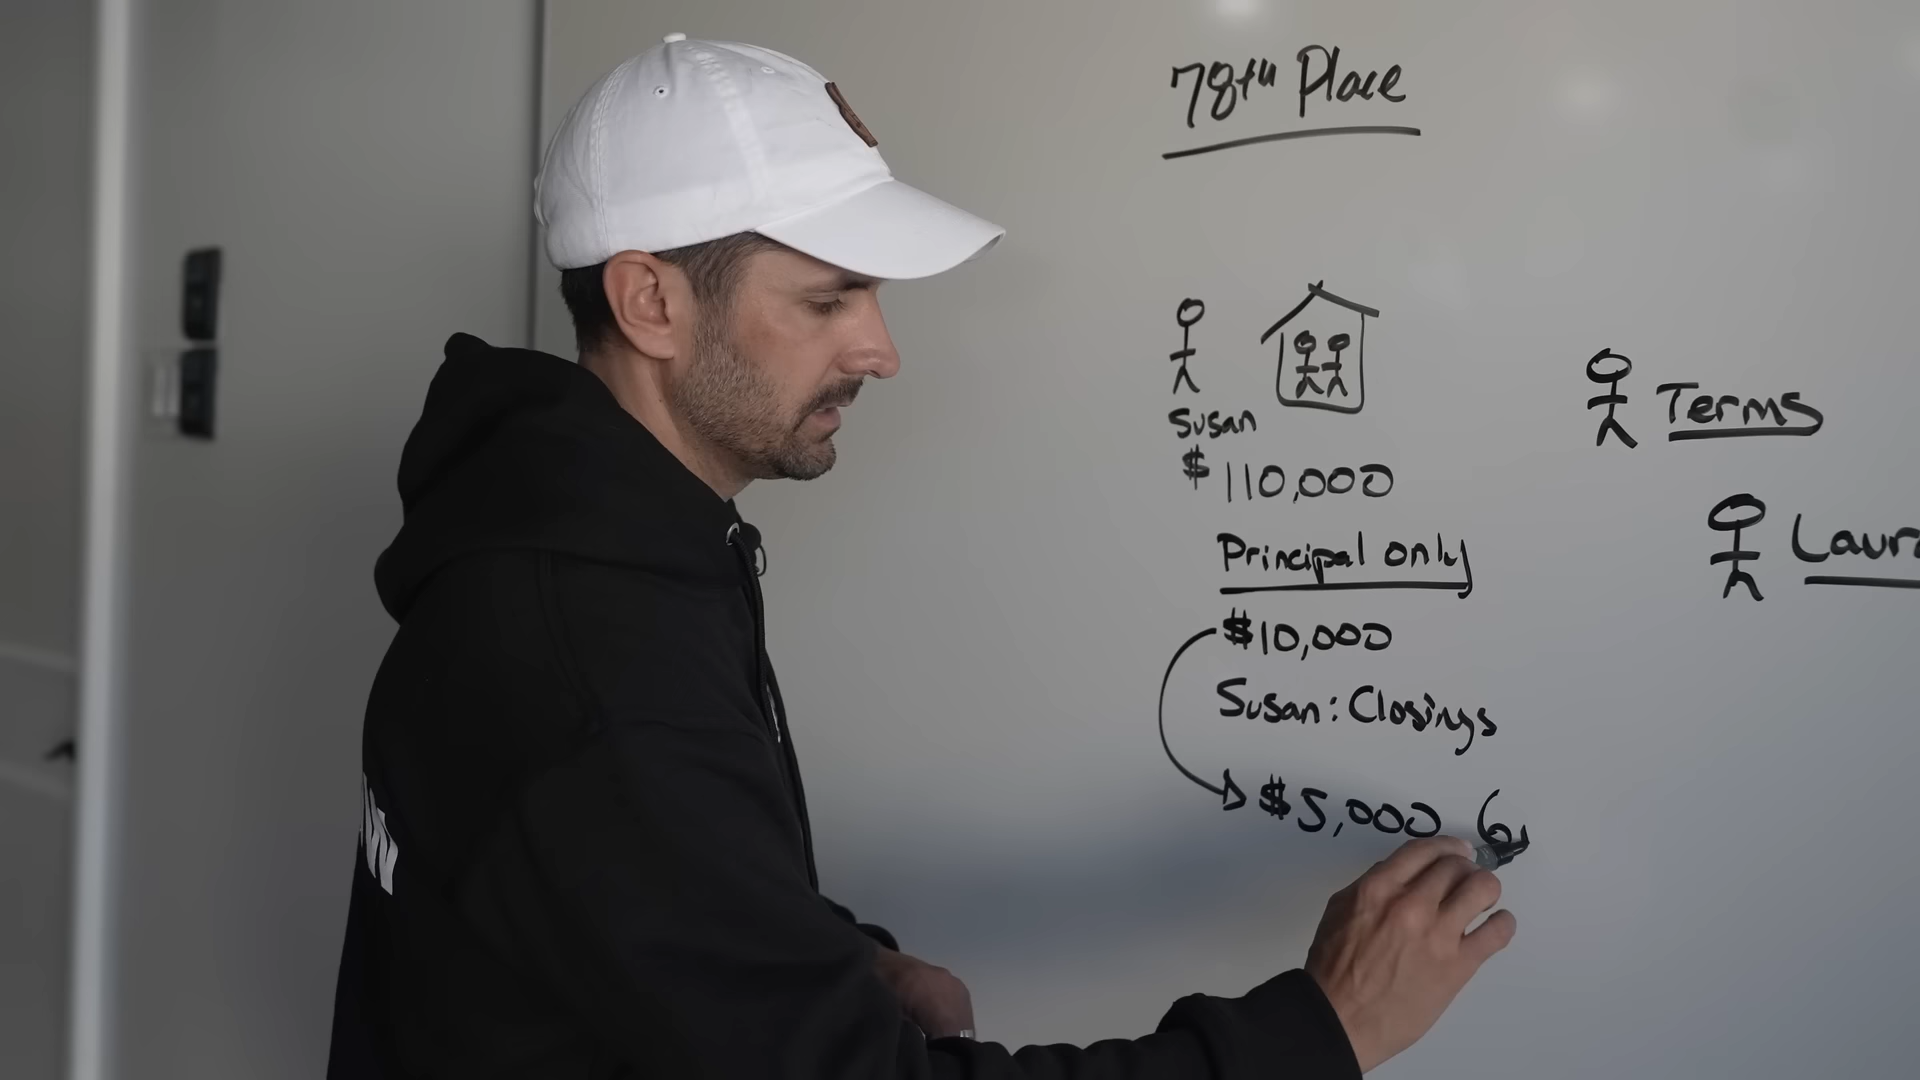 78th Place
Susan
$110,000
Principal only
$10,000
Susan: Closings
$5,000
Terms